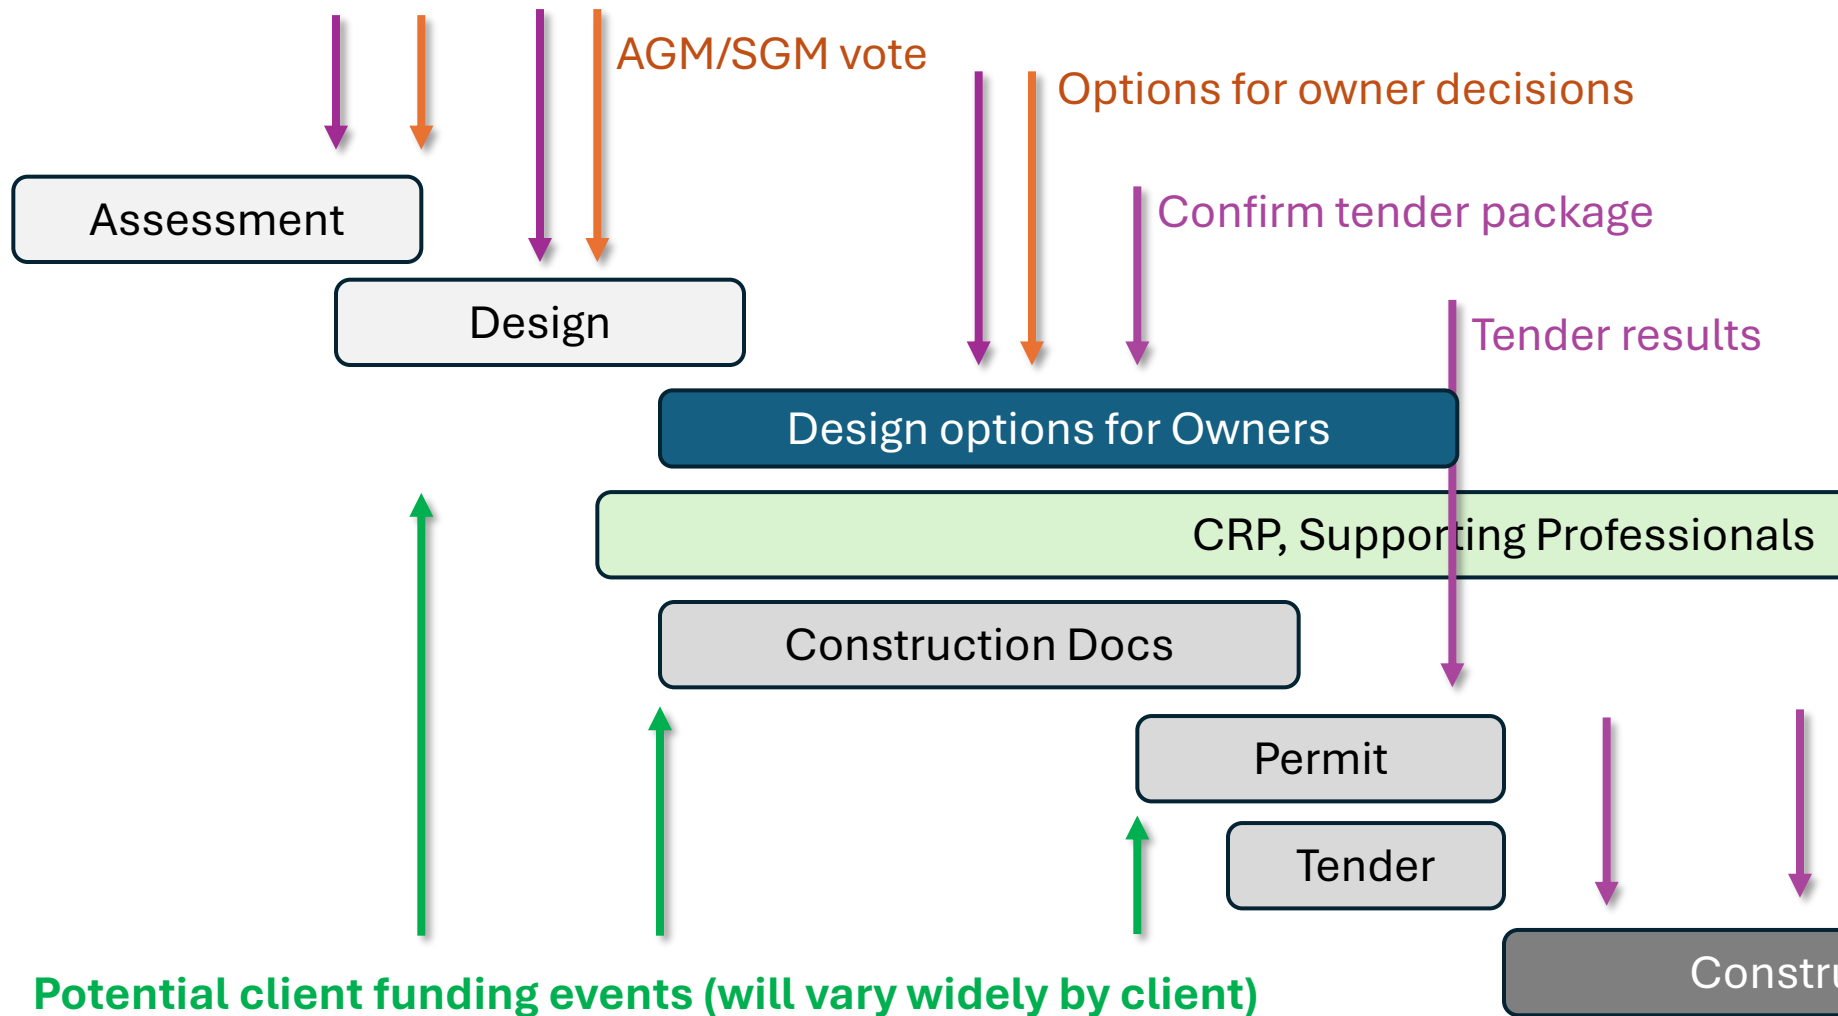 AGM/SGM vote
Options for owner decisions
Assessment
Confirm tender package
Design
Tender results
Design options for Owners
CRP, Supporting Professionals
Construction Docs
Permit
Tender
Constru
Potential client funding events (will vary widely by client)